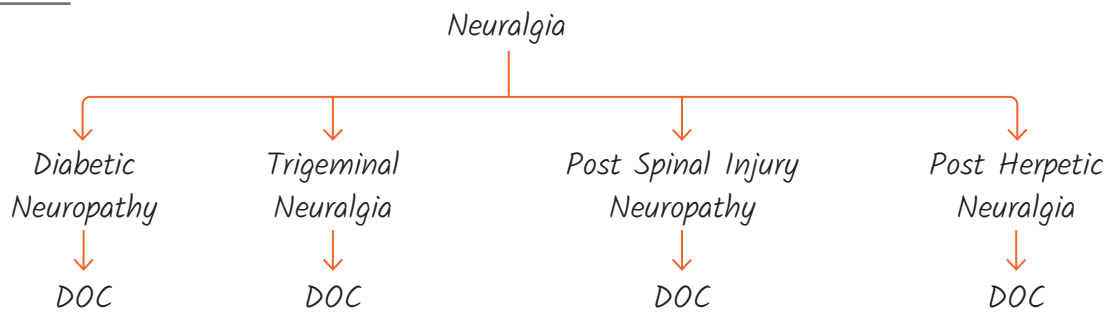 Neuralgia
Diabetic Neuropathy
Trigeminal Neuralgia
Post Spinal Injury Neuropathy
Post Herpetic Neuralgia
DOC
DOC
DOC
DOC